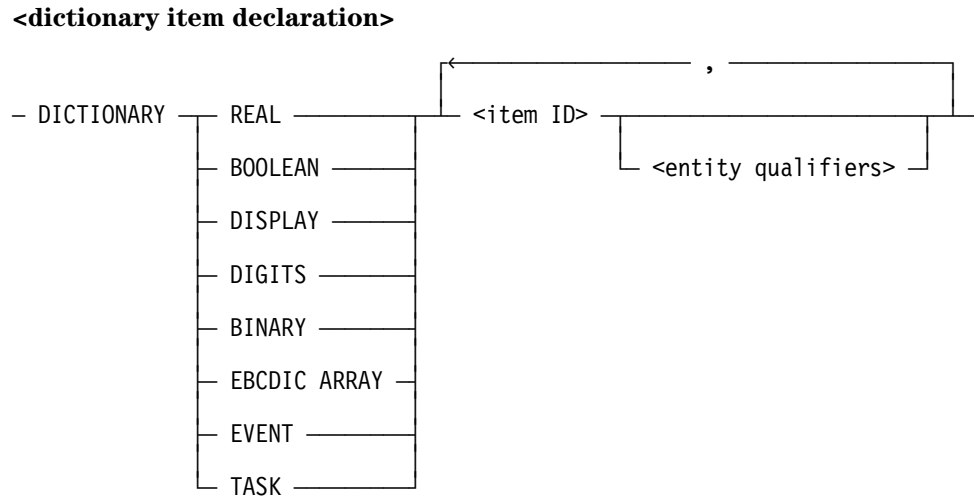 <dictionary item declaration>
,
DICTIONARY REAL <item ID>
BOOLEAN <entity qualifiers>
DISPLAY
DIGITS
BINARY
EBCDIC ARRAY
EVENT
TASK